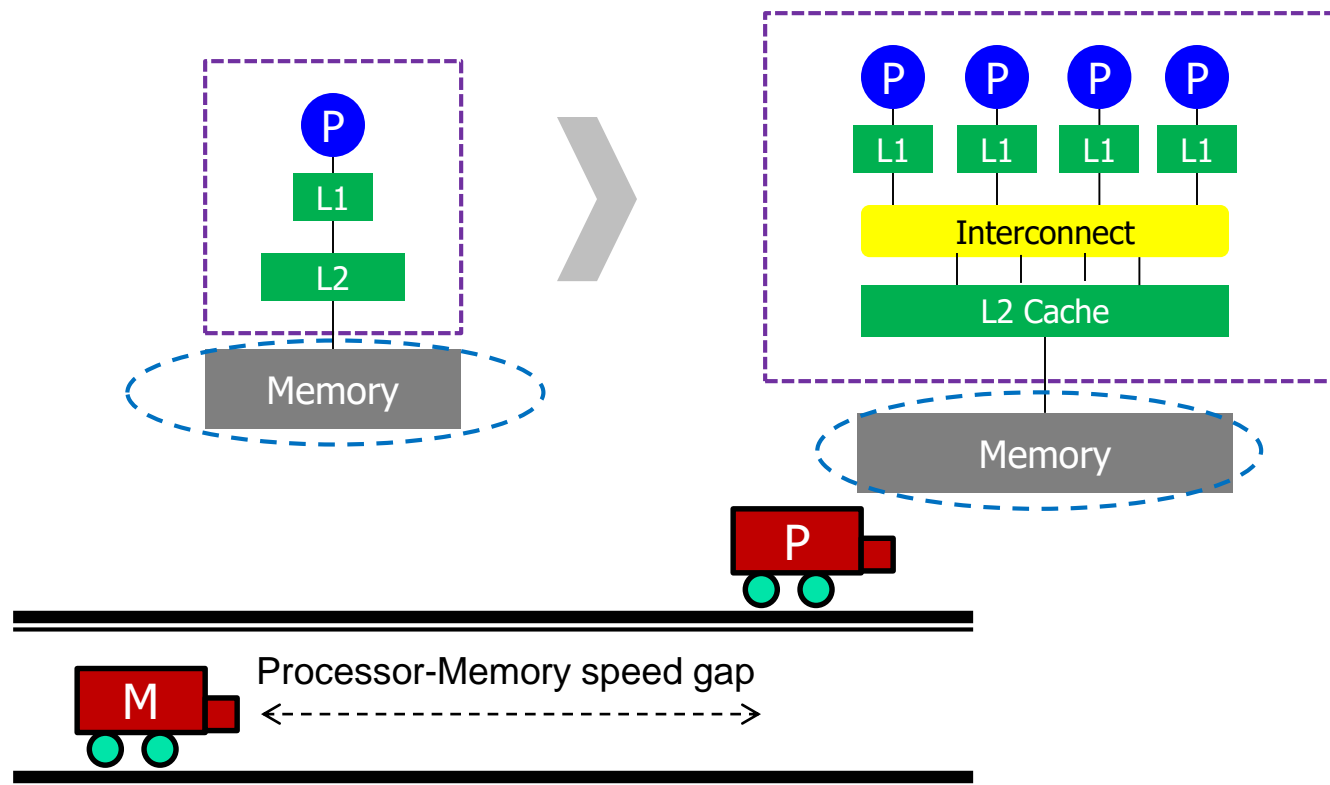 P
L1
L2
Memory
P P P P
L1 L1 L1 L1
Interconnect
L2 Cache
Memory
P
Processor-Memory speed gap
M